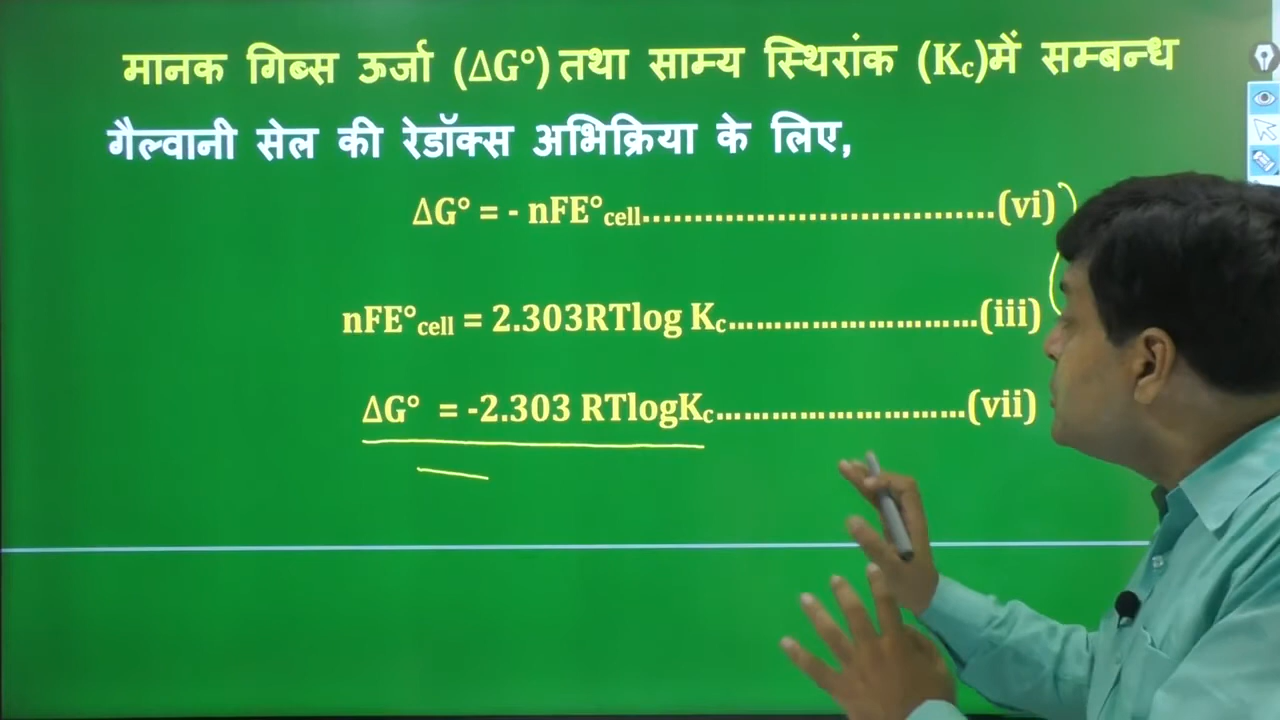 मानक गिब्स ऊर्जा (ΔG°) तथा साम्य स्थिरांक (Kc)में सम्बन्ध
गैल्वानी सेल की रेडॉक्स अभिक्रिया के लिए,
ΔG° = - nFE°cell..................................(vi)
nFE°cell = 2.303RTlog Kc...........................(iii)
ΔG° = -2.303 RTlogKc...........................(vii)